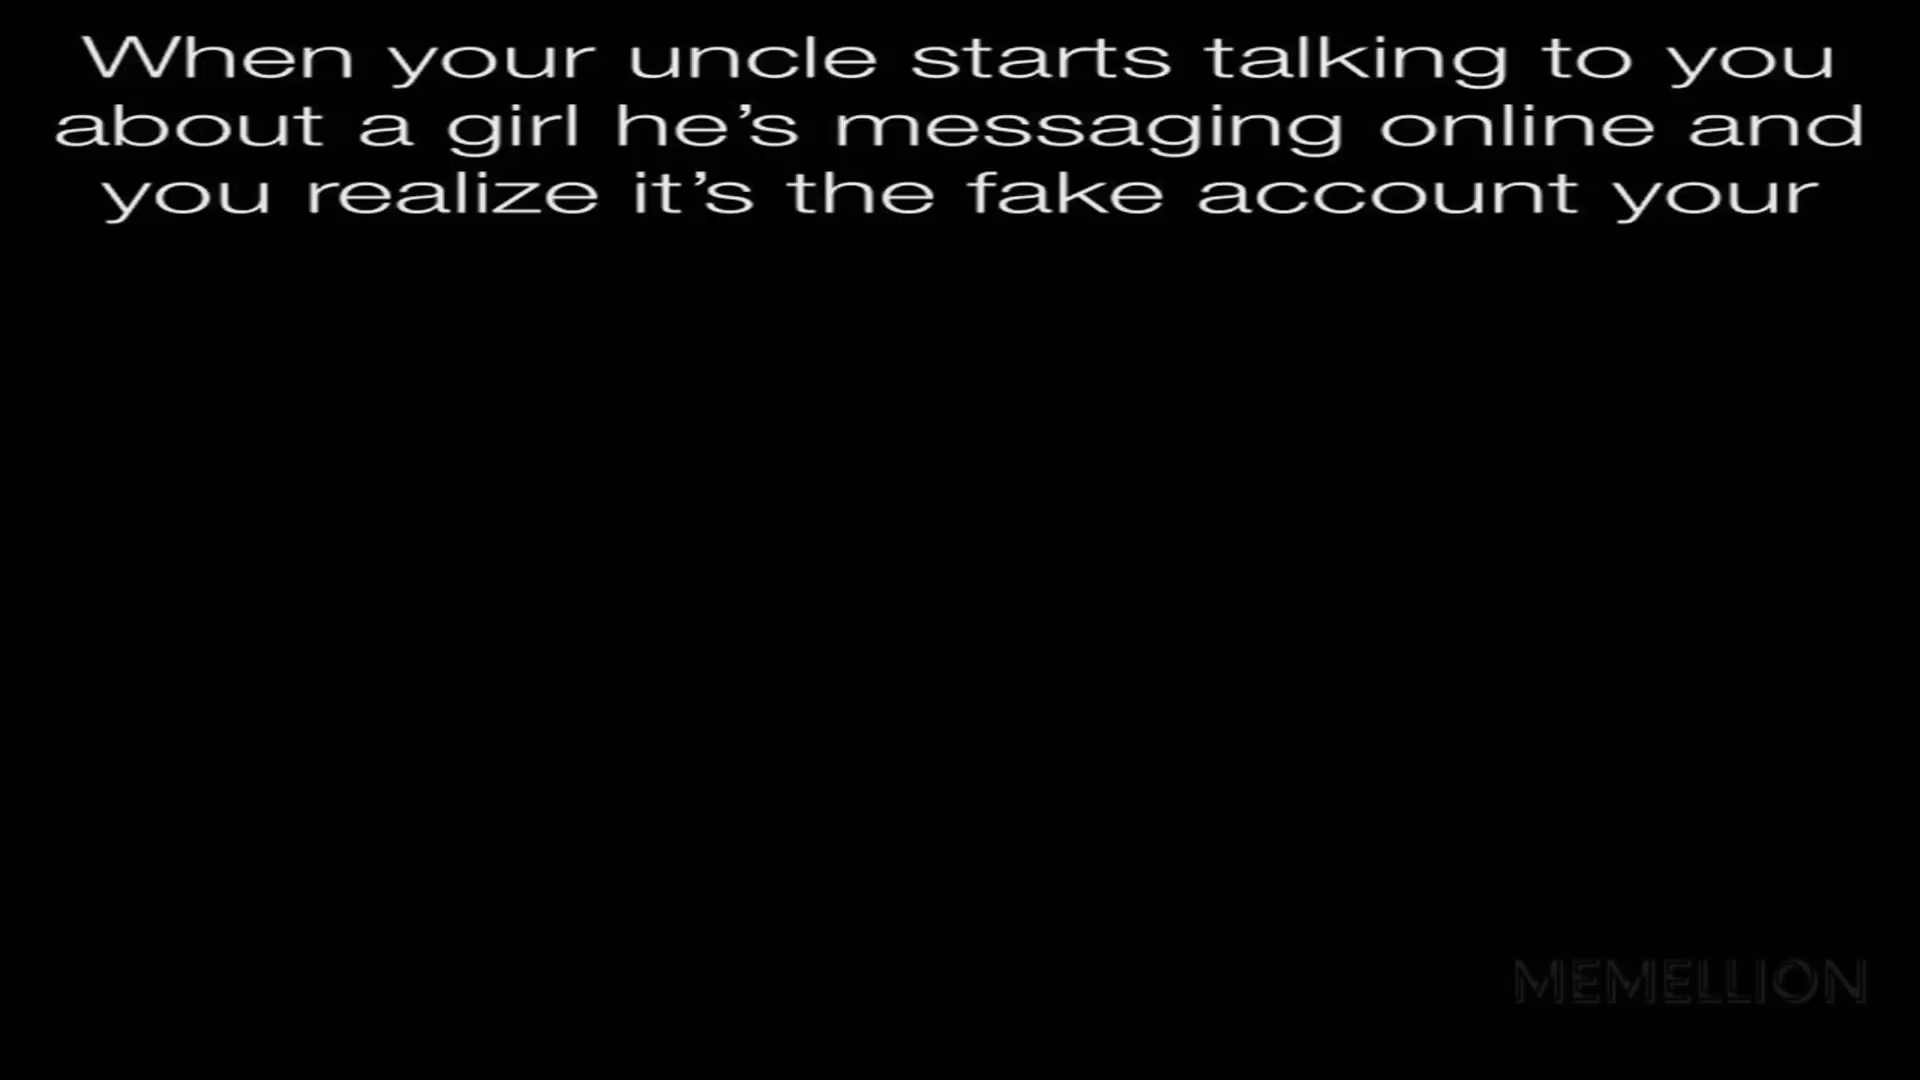 When your uncle starts talking to you
about a girl he’s messaging online and
you realize it’s the fake account your
MEMELLION